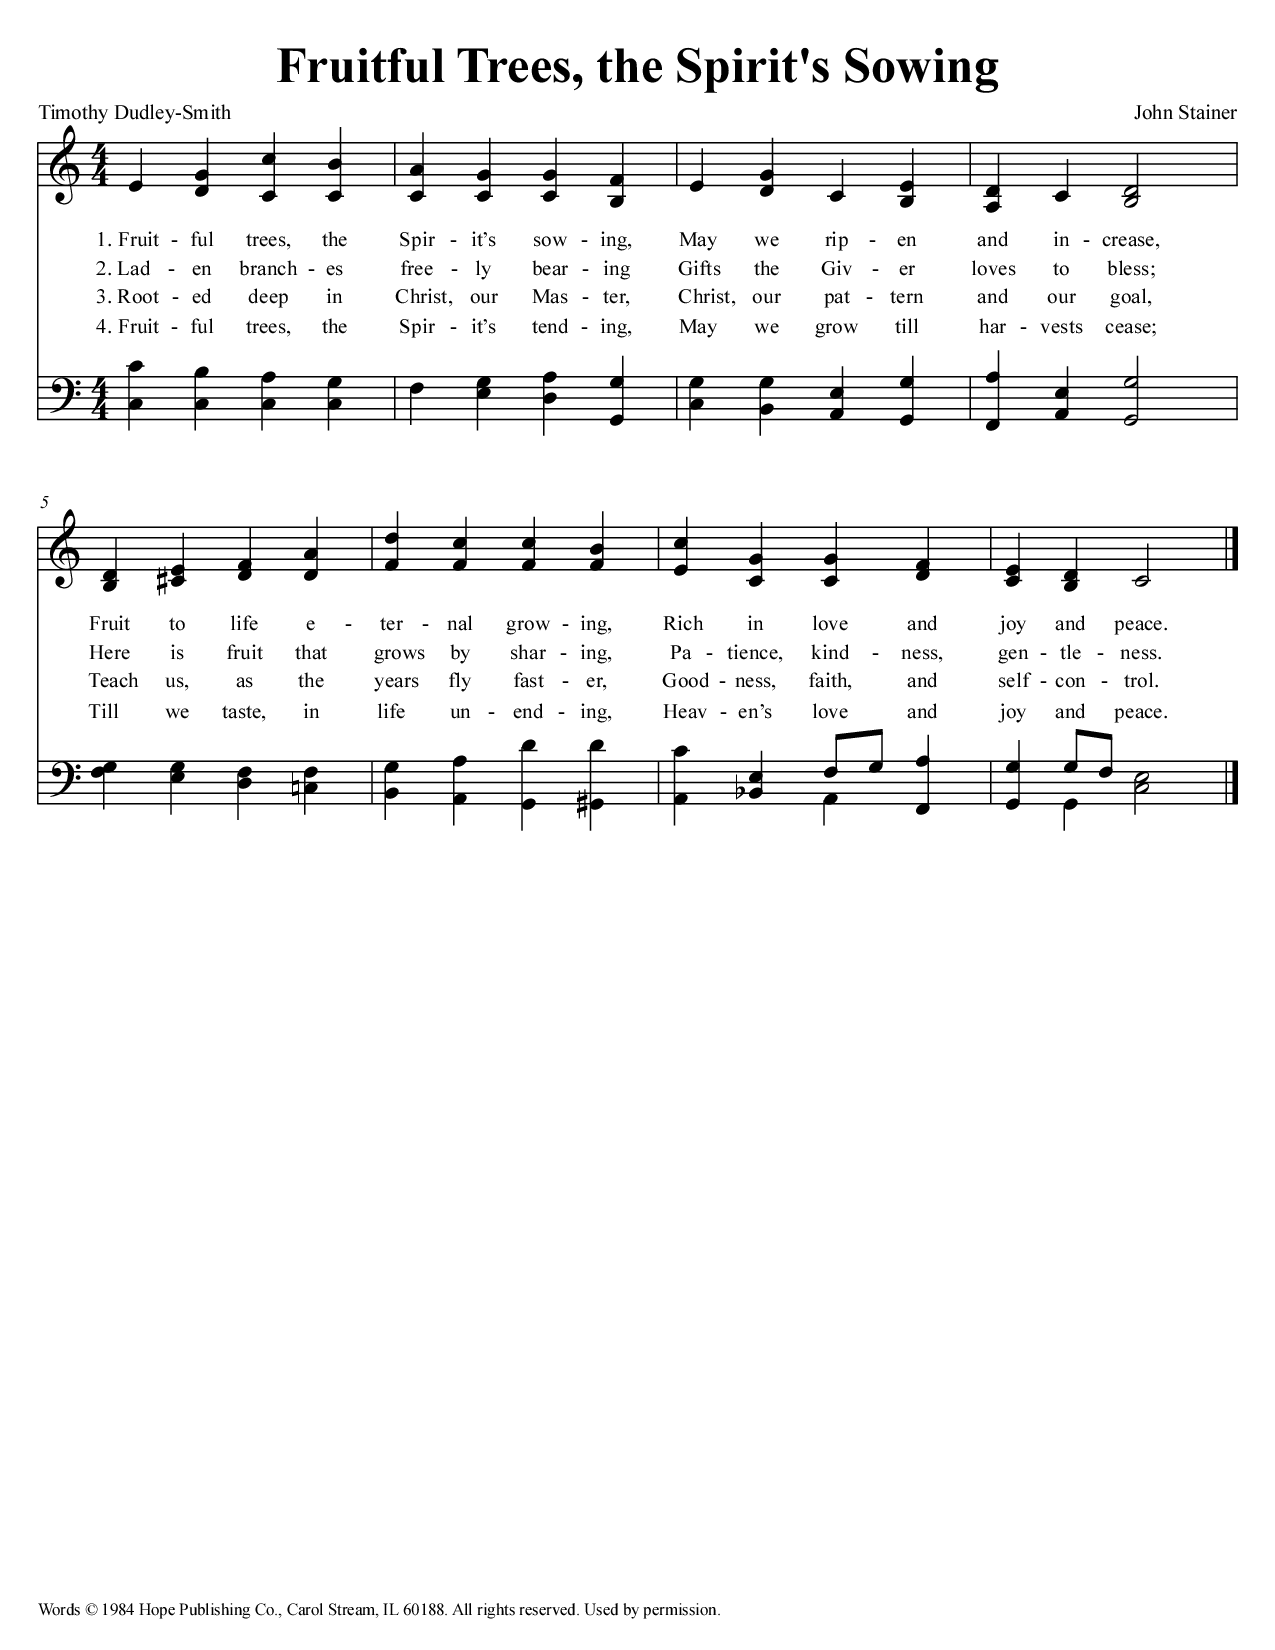 Fruitful Trees, the Spirit's Sowing
Timothy Dudley-Smith
John Stainer
1. Fruit - ful trees, the Spir - it’s sow - ing, May we rip - en and in - crease,
2. Lad - en branch - es free - ly bear - ing Gifts the Giv - er loves to bless;
3. Root - ed deep in Christ, our Mas - ter, Christ, our pat - tern and our goal,
4. Fruit - ful trees, the Spir - it’s tend - ing, May we grow till har - vests cease;
5
Fruit to life e - ter - nal grow - ing, Rich in love and joy and peace.
Here is fruit that grows by shar - ing, Pa - tience, kind - ness, gen - tle - ness.
Teach us, as the years fly fast - er, Good - ness, faith, and self - con - trol.
Till we taste, in life un - end - ing, Heav - en’s love and joy and peace.
Words © 1984 Hope Publishing Co., Carol Stream, IL 60188. All rights reserved. Used by permission.